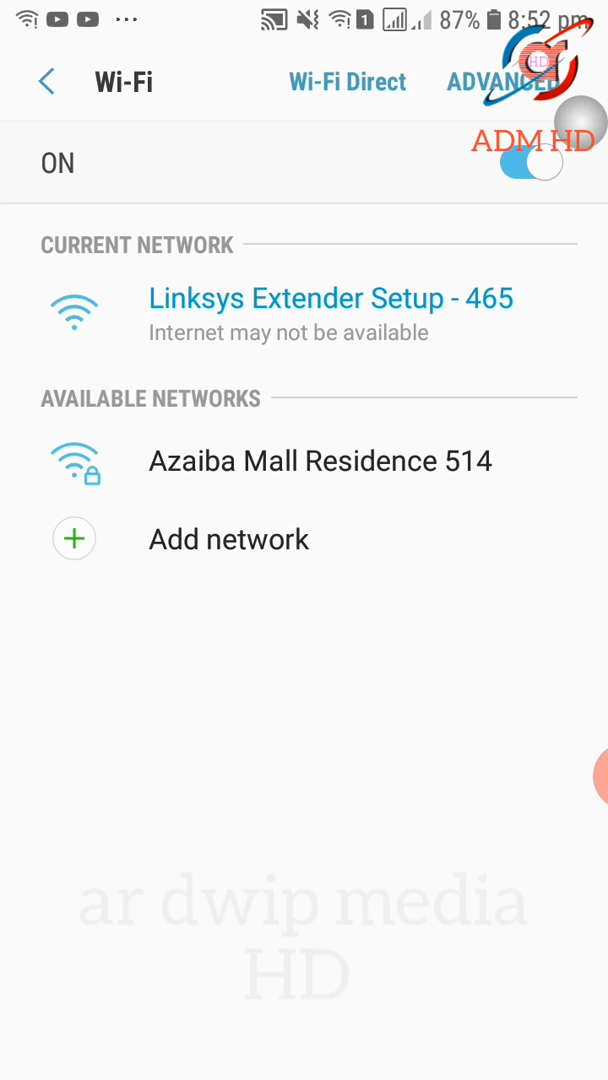 87% 8:52 pm
Wi-Fi Wi-Fi Direct ADVANCED
HD
ADM HD
ON
CURRENT NETWORK
Linksys Extender Setup - 465
Internet may not be available
AVAILABLE NETWORKS
Azaiba Mall Residence 514
Add network
ar dwip media
HD